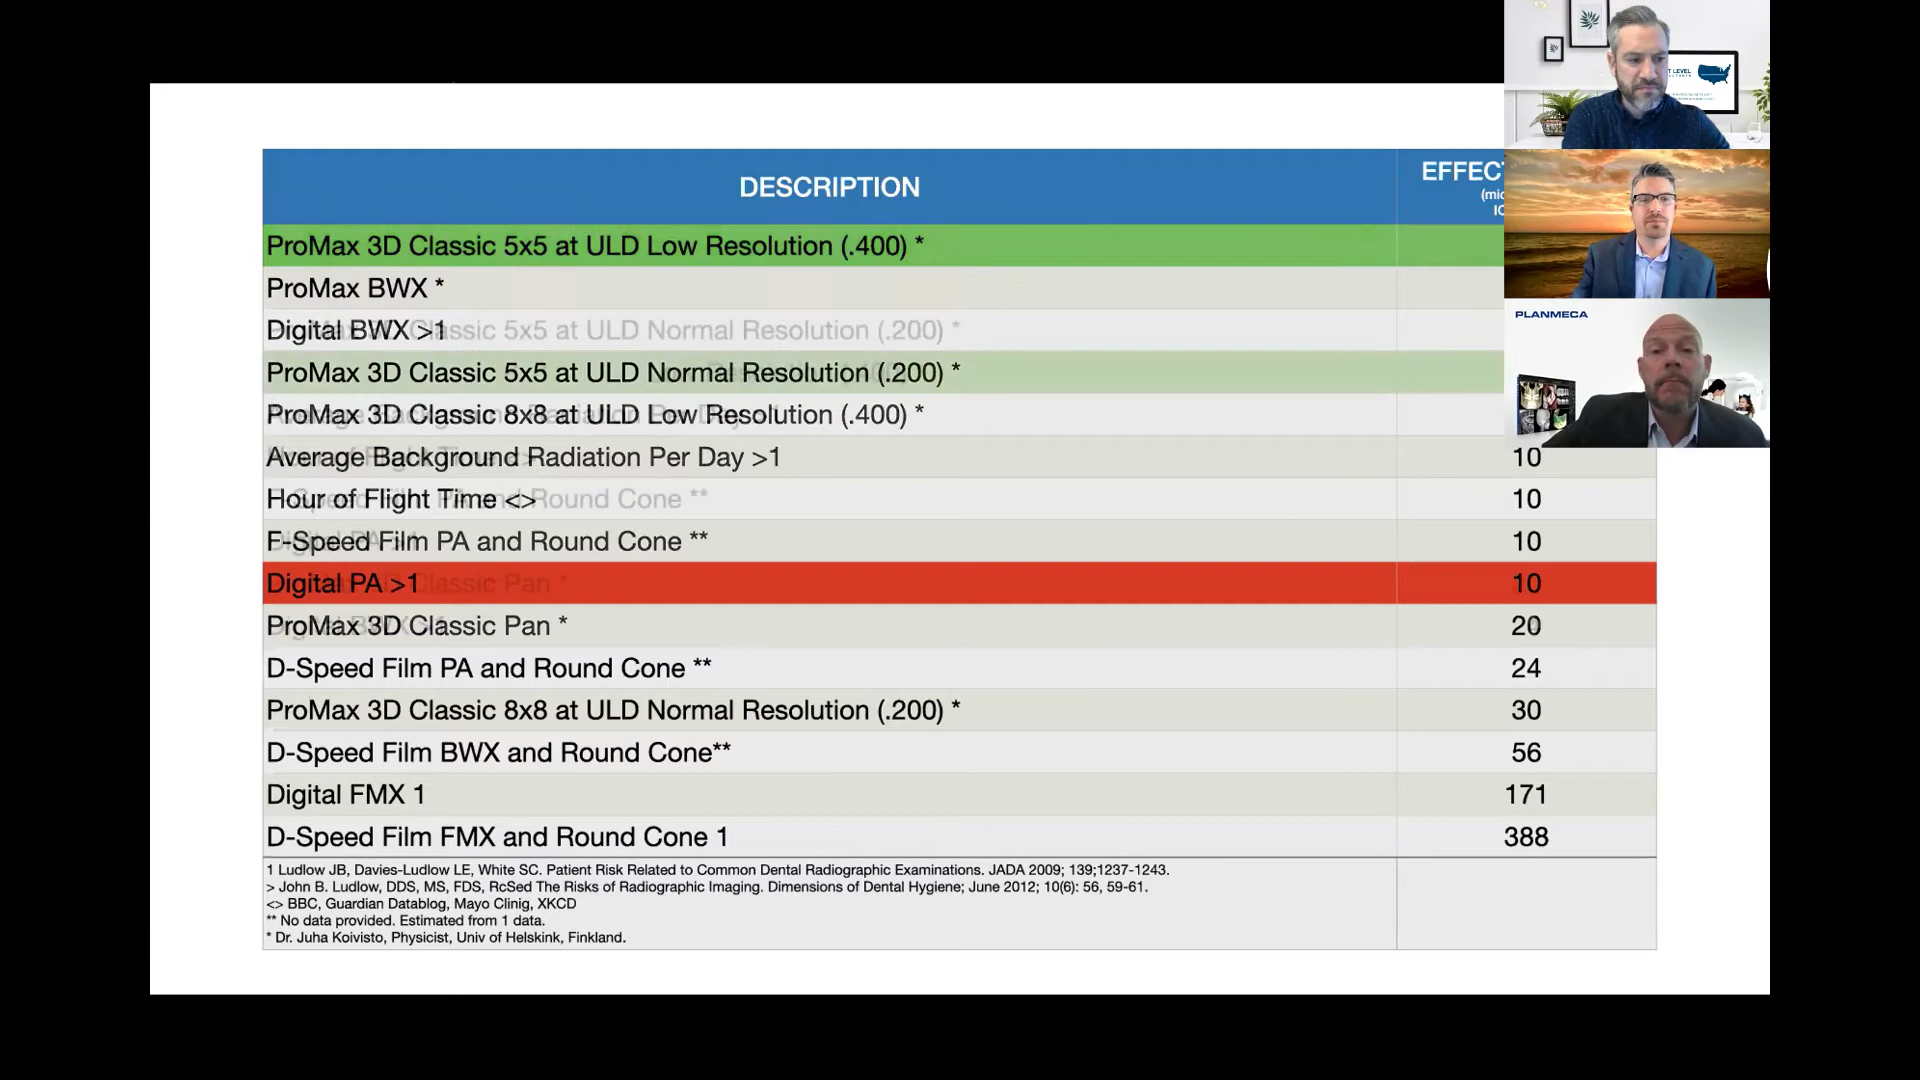 DESCRIPTION EFFECT
(mic
IC
ProMax 3D Classic 5x5 at ULD Low Resolution (.400) *
ProMax BWX *
Digital BWX >1
ProMax 3D Classic 5x5 at ULD Normal Resolution (.200) *
ProMax 3D Classic 8x8 at ULD Low Resolution (.400) *
Average Background Radiation Per Day >1 10
Hour of Flight Time <> 10
F-Speed Film PA and Round Cone ** 10
Digital PA >1 10
ProMax 3D Classic Pan * 20
D-Speed Film PA and Round Cone ** 24
ProMax 3D Classic 8x8 at ULD Normal Resolution (.200) * 30
D-Speed Film BWX and Round Cone** 56
Digital FMX 1 171
D-Speed Film FMX and Round Cone 1 388
1 Ludlow JB, Davies-Ludlow LE, White SC. Patient Risk Related to Common Dental Radiographic Examinations. JADA 2009; 139;1237-1243.
> John B. Ludlow, DDS, MS, FDS, RcSed The Risks of Radiographic Imaging. Dimensions of Dental Hygiene; June 2012; 10(6): 56, 59-61.
<> BBC, Guardian Datablog, Mayo Clinig, XKCD
** No data provided. Estimated from 1 data.
* Dr. Juha Koivisto, Physicist, Univ of Helskink, Finkland.
LEVEL
PLANMECA